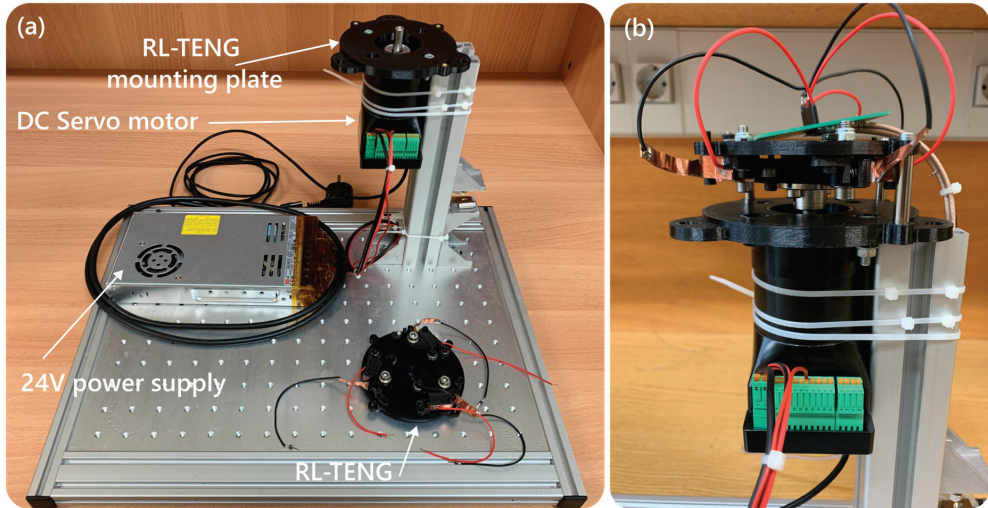 (a)
RL-TENG
mounting plate
DC Servo motor
24V power supply
RL-TENG
(b)